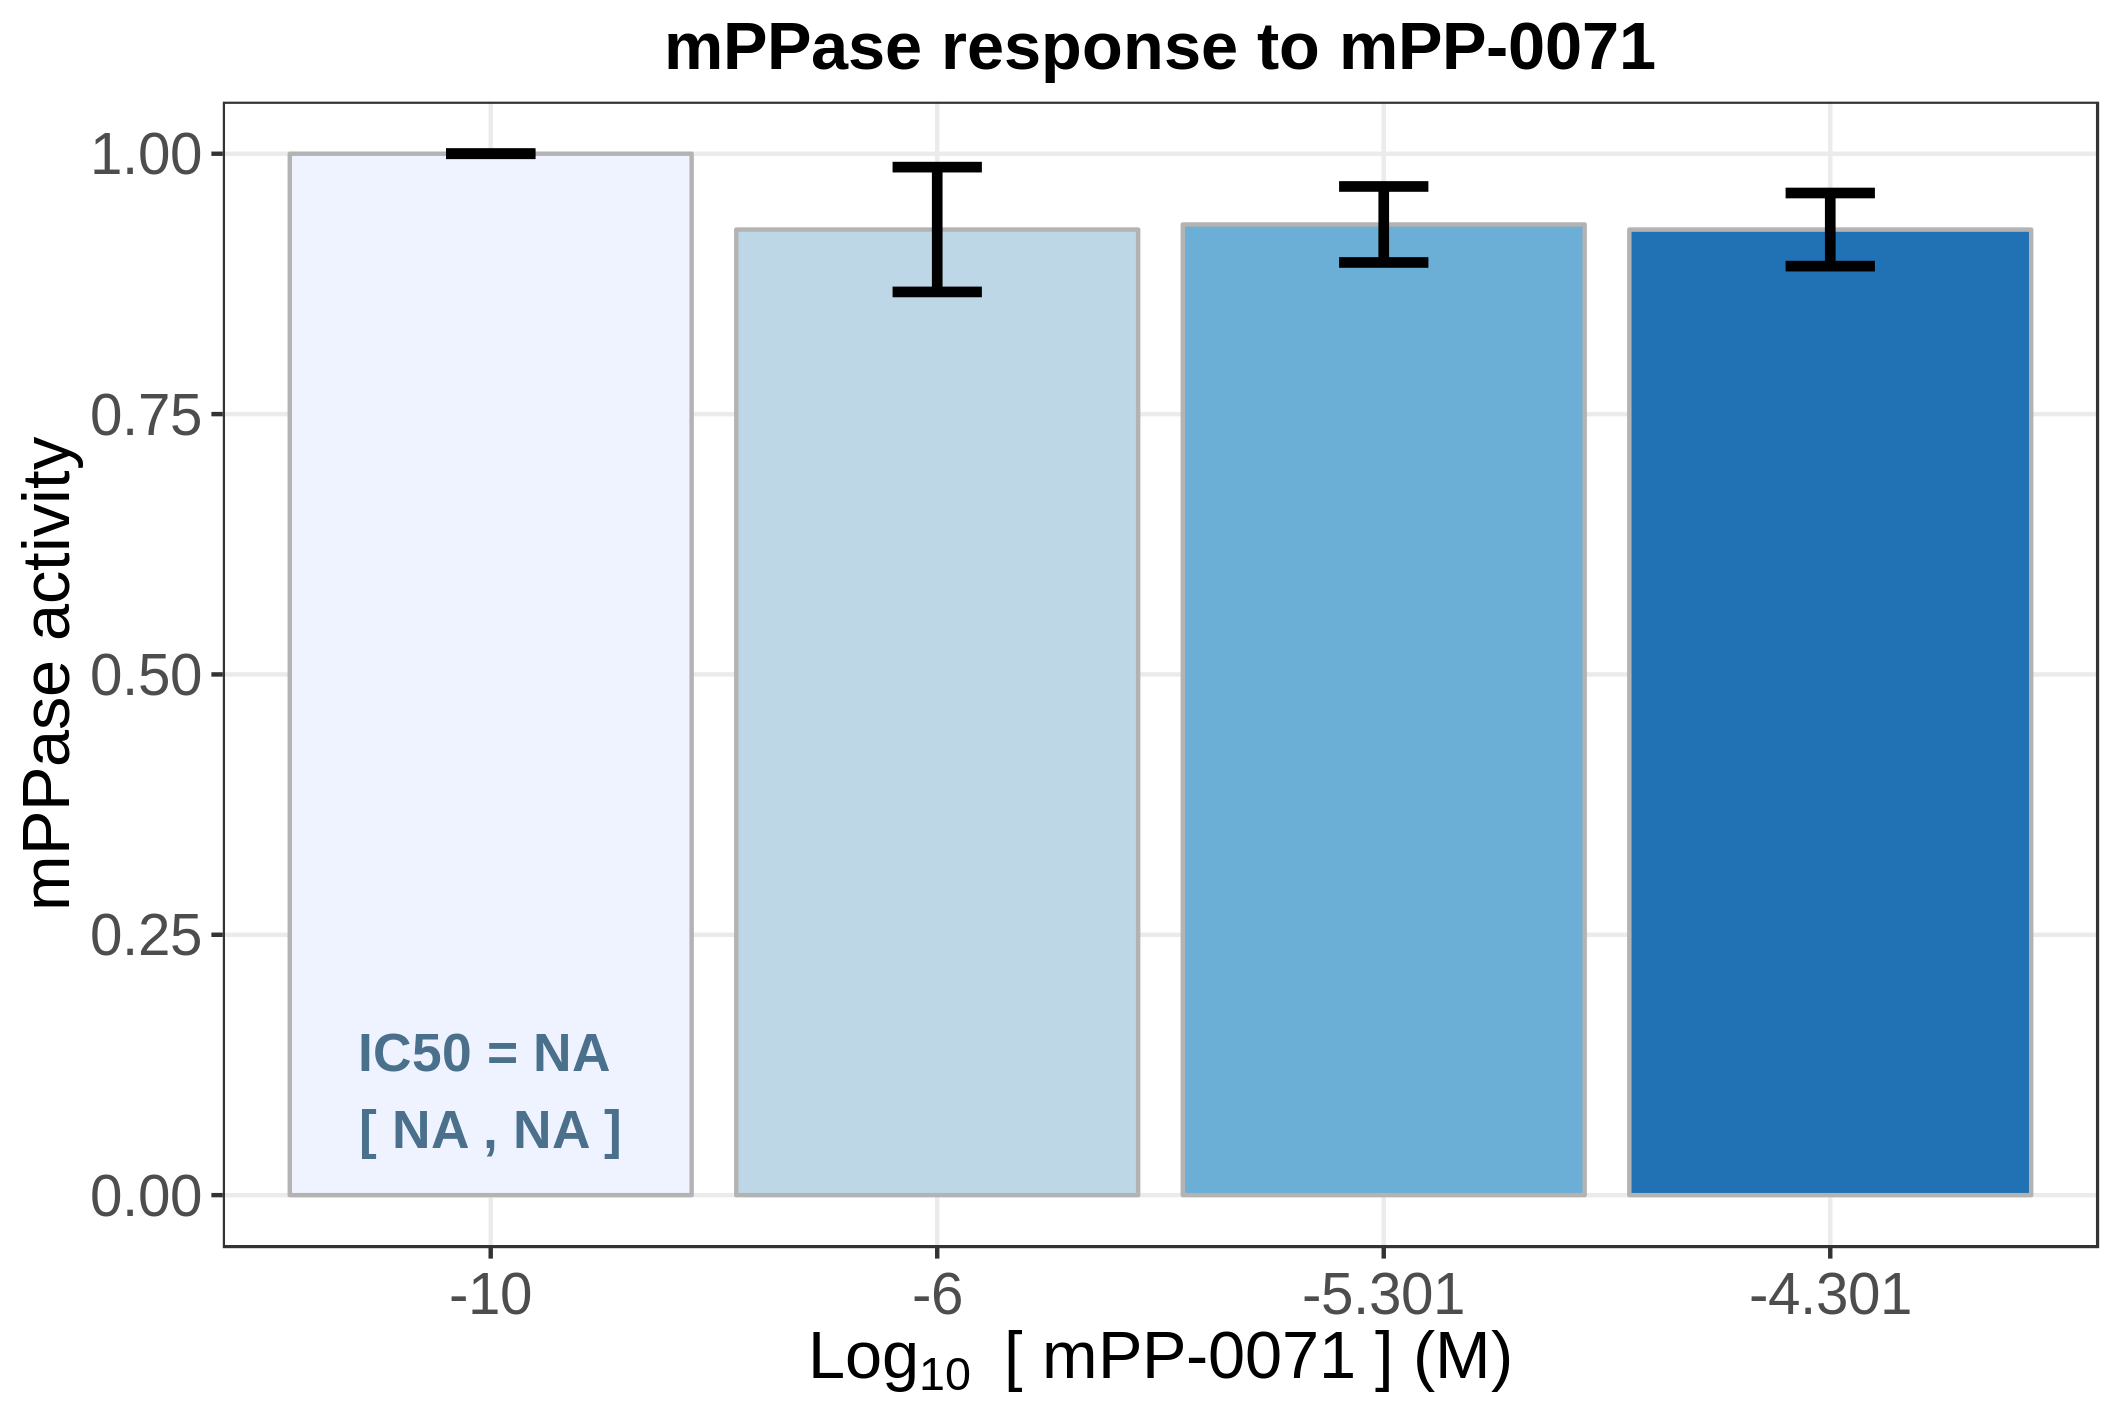 mPPase response to mPP-0071
mPPase activity
1.00
0.75
0.50
0.25
0.00
IC50 = NA
[ NA , NA ]
-10
-6
-5.301
-4.301
Log10 [ mPP-0071 ] (M)